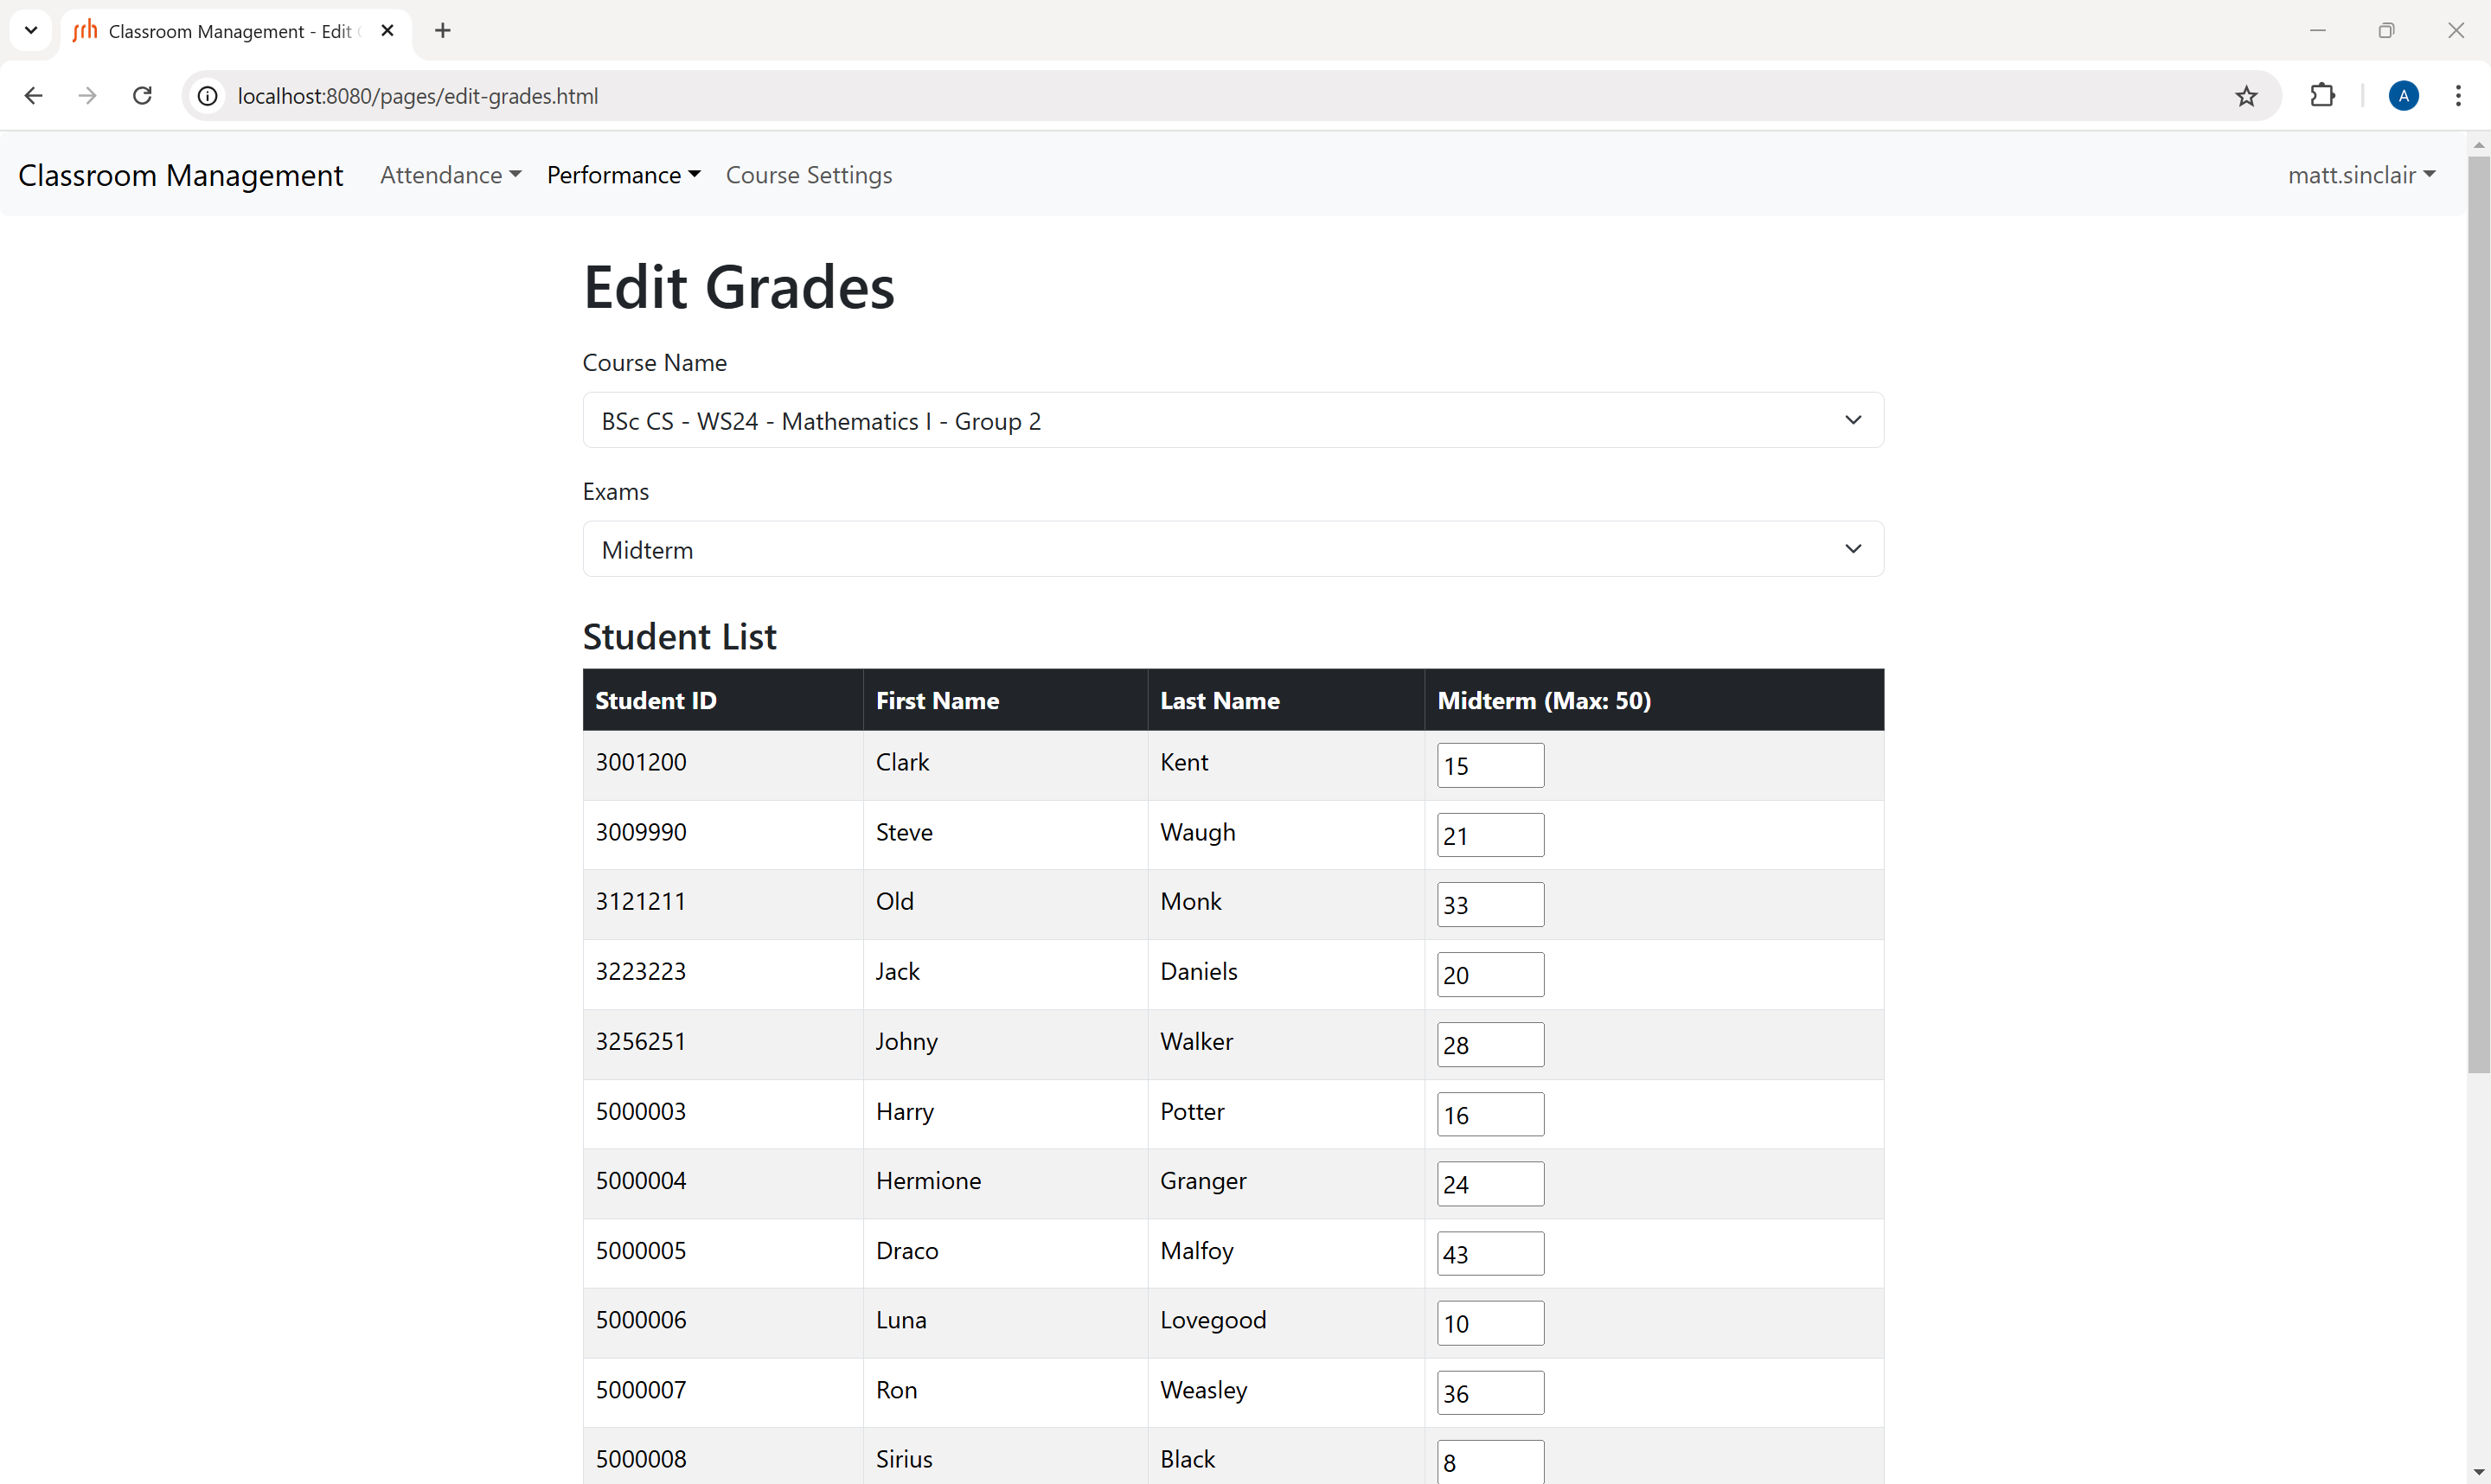 srh Classroom Management - Edit
localhost:8080/pages/edit-grades.html
A
Classroom Management Attendance Performance Course Settings matt.sinclair
Edit Grades
Course Name
BSc CS - WS24 - Mathematics I - Group 2
Exams
Midterm
Student List
Student ID First Name Last Name Midterm (Max: 50)
3001200 Clark Kent 15
3009990 Steve Waugh 21
3121211 Old Monk 33
3223223 Jack Daniels 20
3256251 Johny Walker 28
5000003 Harry Potter 16
5000004 Hermione Granger 24
5000005 Draco Malfoy 43
5000006 Luna Lovegood 10
5000007 Ron Weasley 36
5000008 Sirius Black 8